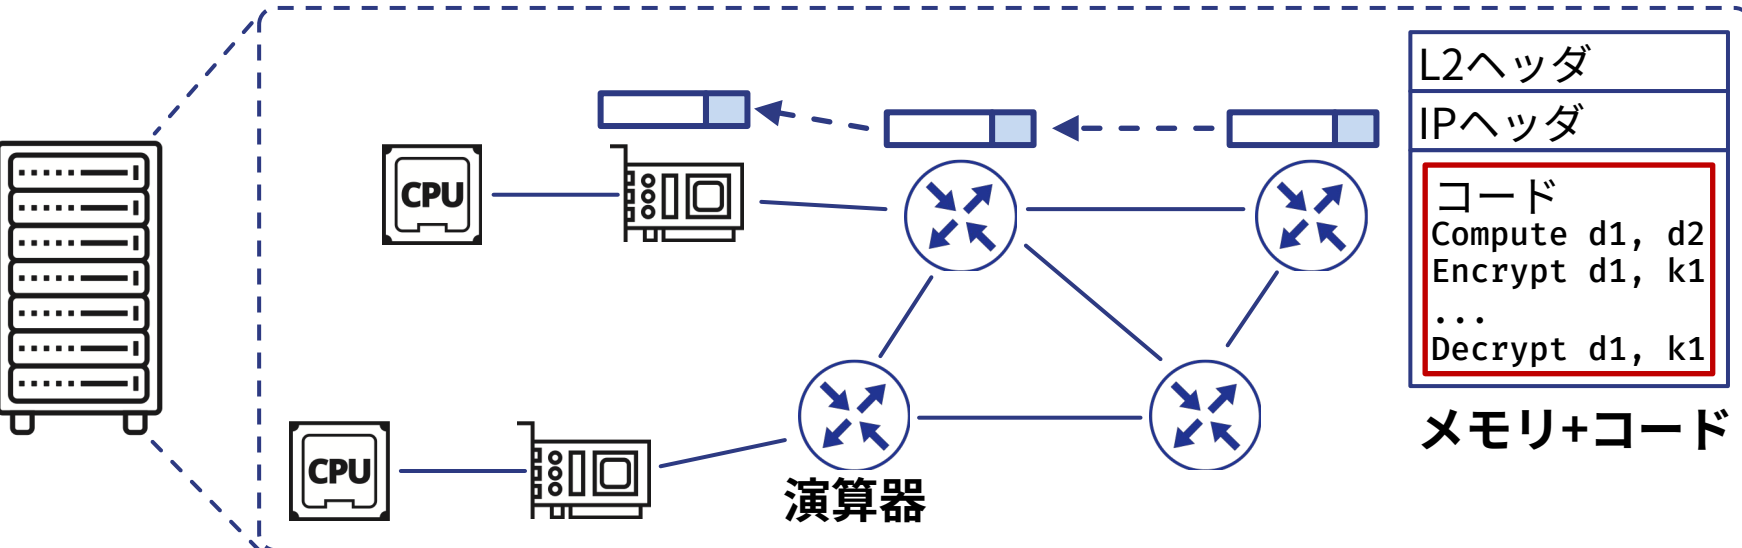 L2ヘッダ
IPヘッダ
コード
Compute d1, d2
Encrypt d1, k1
...
Decrypt d1, k1
メモリ+コード
CPU
CPU
演算器